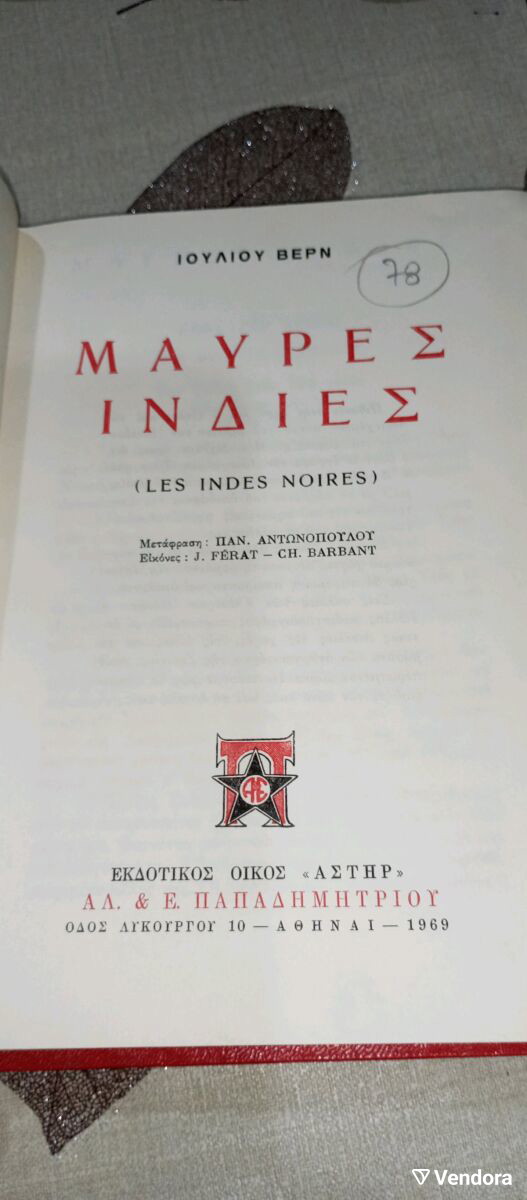 ΙΟΥΛΙΟΥ ΒΕΡΝ
78
ΜΑΥΡΕΣ
ΙΝΔΙΕΣ
(LES INDES NOIRES)
Μετάφραση : ΠΑΝ. ΑΝΤΩΝΟΠΟΥΛΟΥ
Εἰκόνες : J. FÉRAT – CH. BARBANT
Π
ΑΕ
ΕΚΔΟΤΙΚΟΣ ΟΙΚΟΣ «ΑΣΤΗΡ»
ΑΛ. & Ε. ΠΑΠΑΔΗΜΗΤΡΙΟΥ
ΟΔΟΣ ΛΥΚΟΥΡΓΟΥ 10 — ΑΘΗΝΑΙ — 1969
Vendora